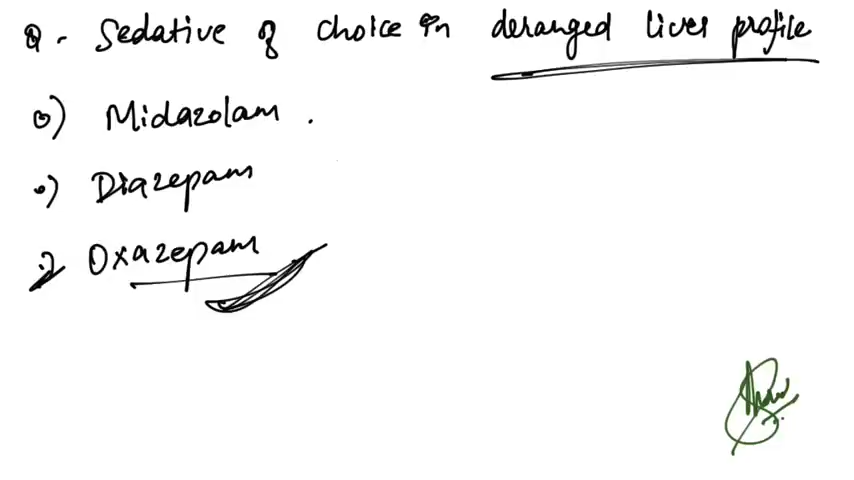 Q. Sedative of choice in deranged liver profile
o) Midazolam.
o) Diazepam
Oxazepam